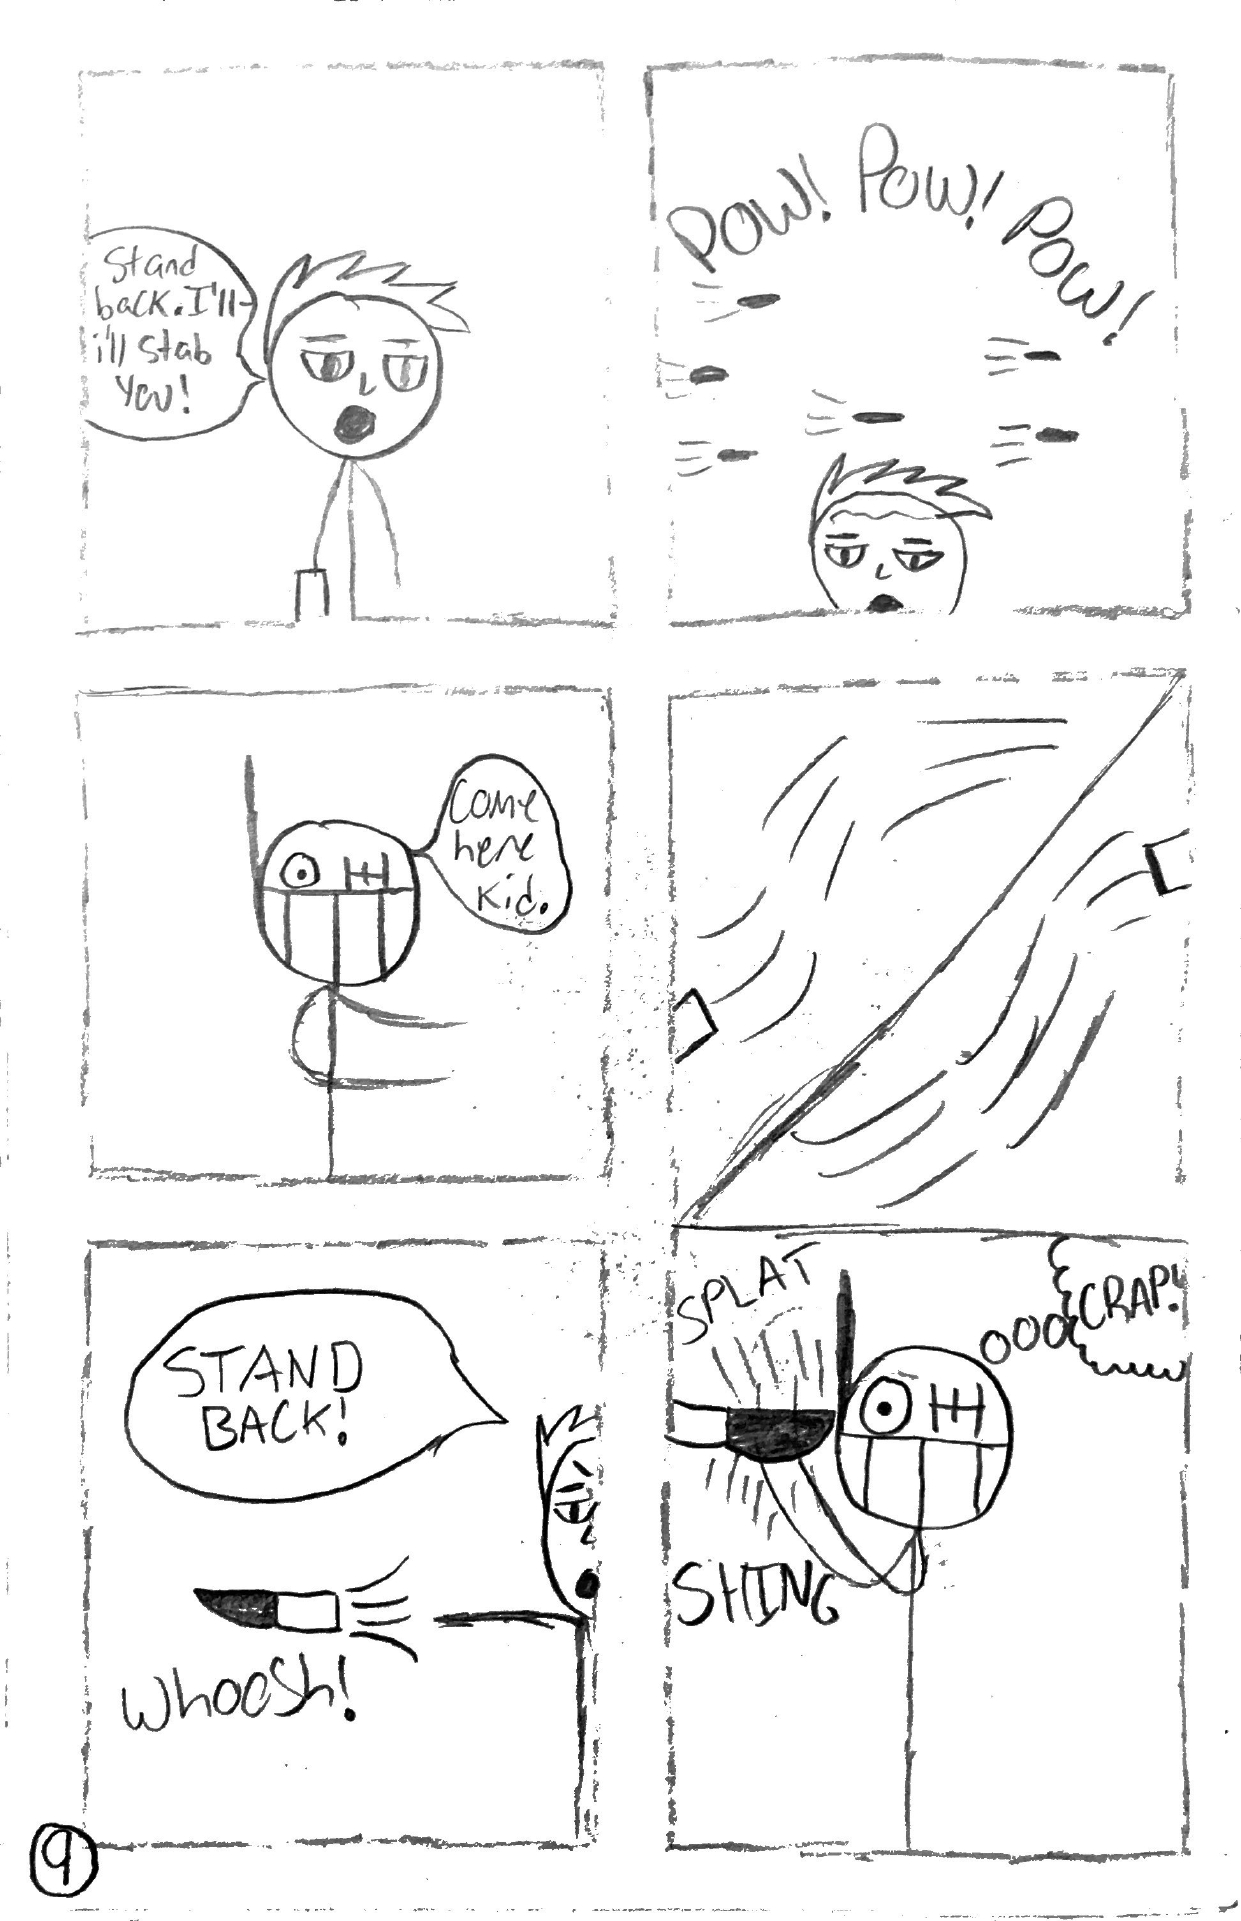 Stand
back. I'll-
i'll stab
you!
POW! POW! POW!
Come
here
kid.
STAND
BACK!
Whoosh!
SPLAT
CRAP!
SHING
9